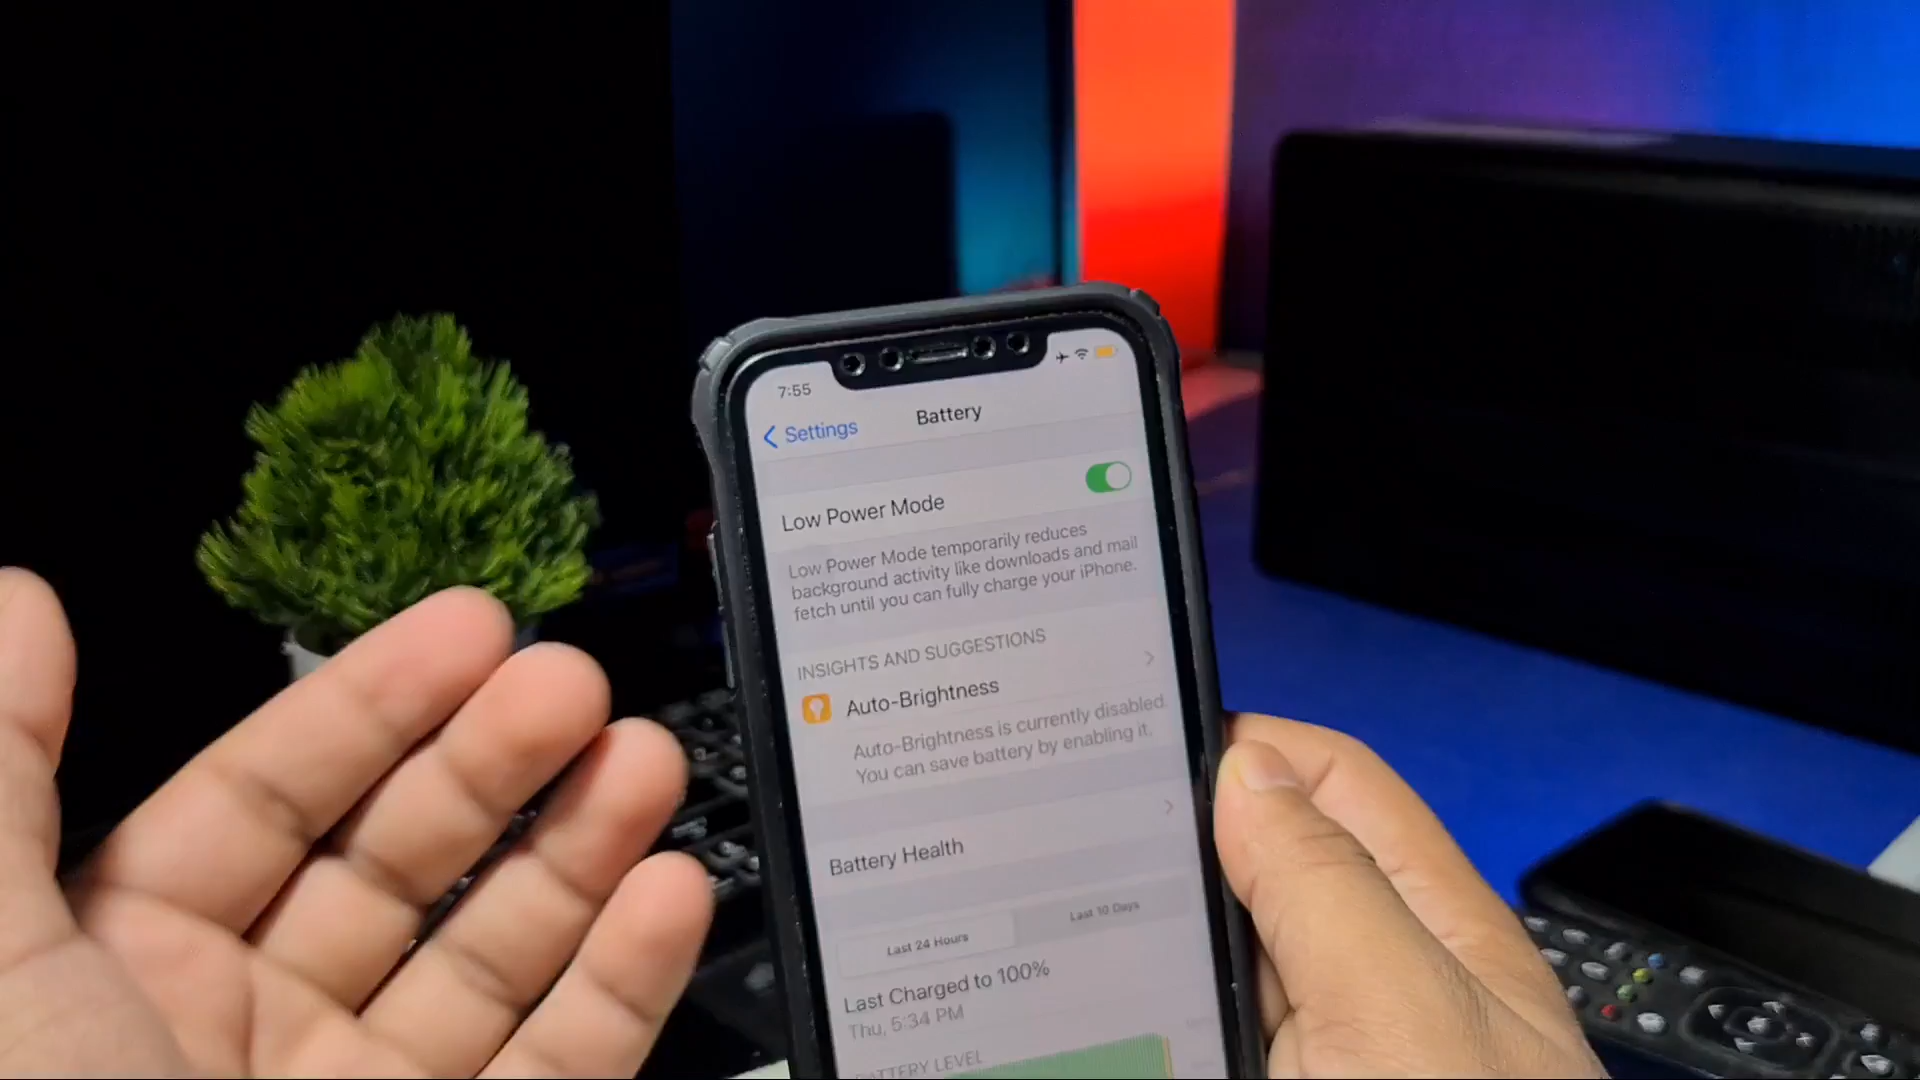 7:55
Settings
Battery
Low Power Mode
Low Power Mode temporarily reduces
background activity like downloads and mail
fetch until you can fully charge your iPhone.
INSIGHTS AND SUGGESTIONS
Auto-Brightness
Auto-Brightness is currently disabled.
You can save battery by enabling it.
Battery Health
Last 24 Hours
Last 10 Days
Last Charged to 100%
Thu, 5:34 PM
BATTERY LEVEL